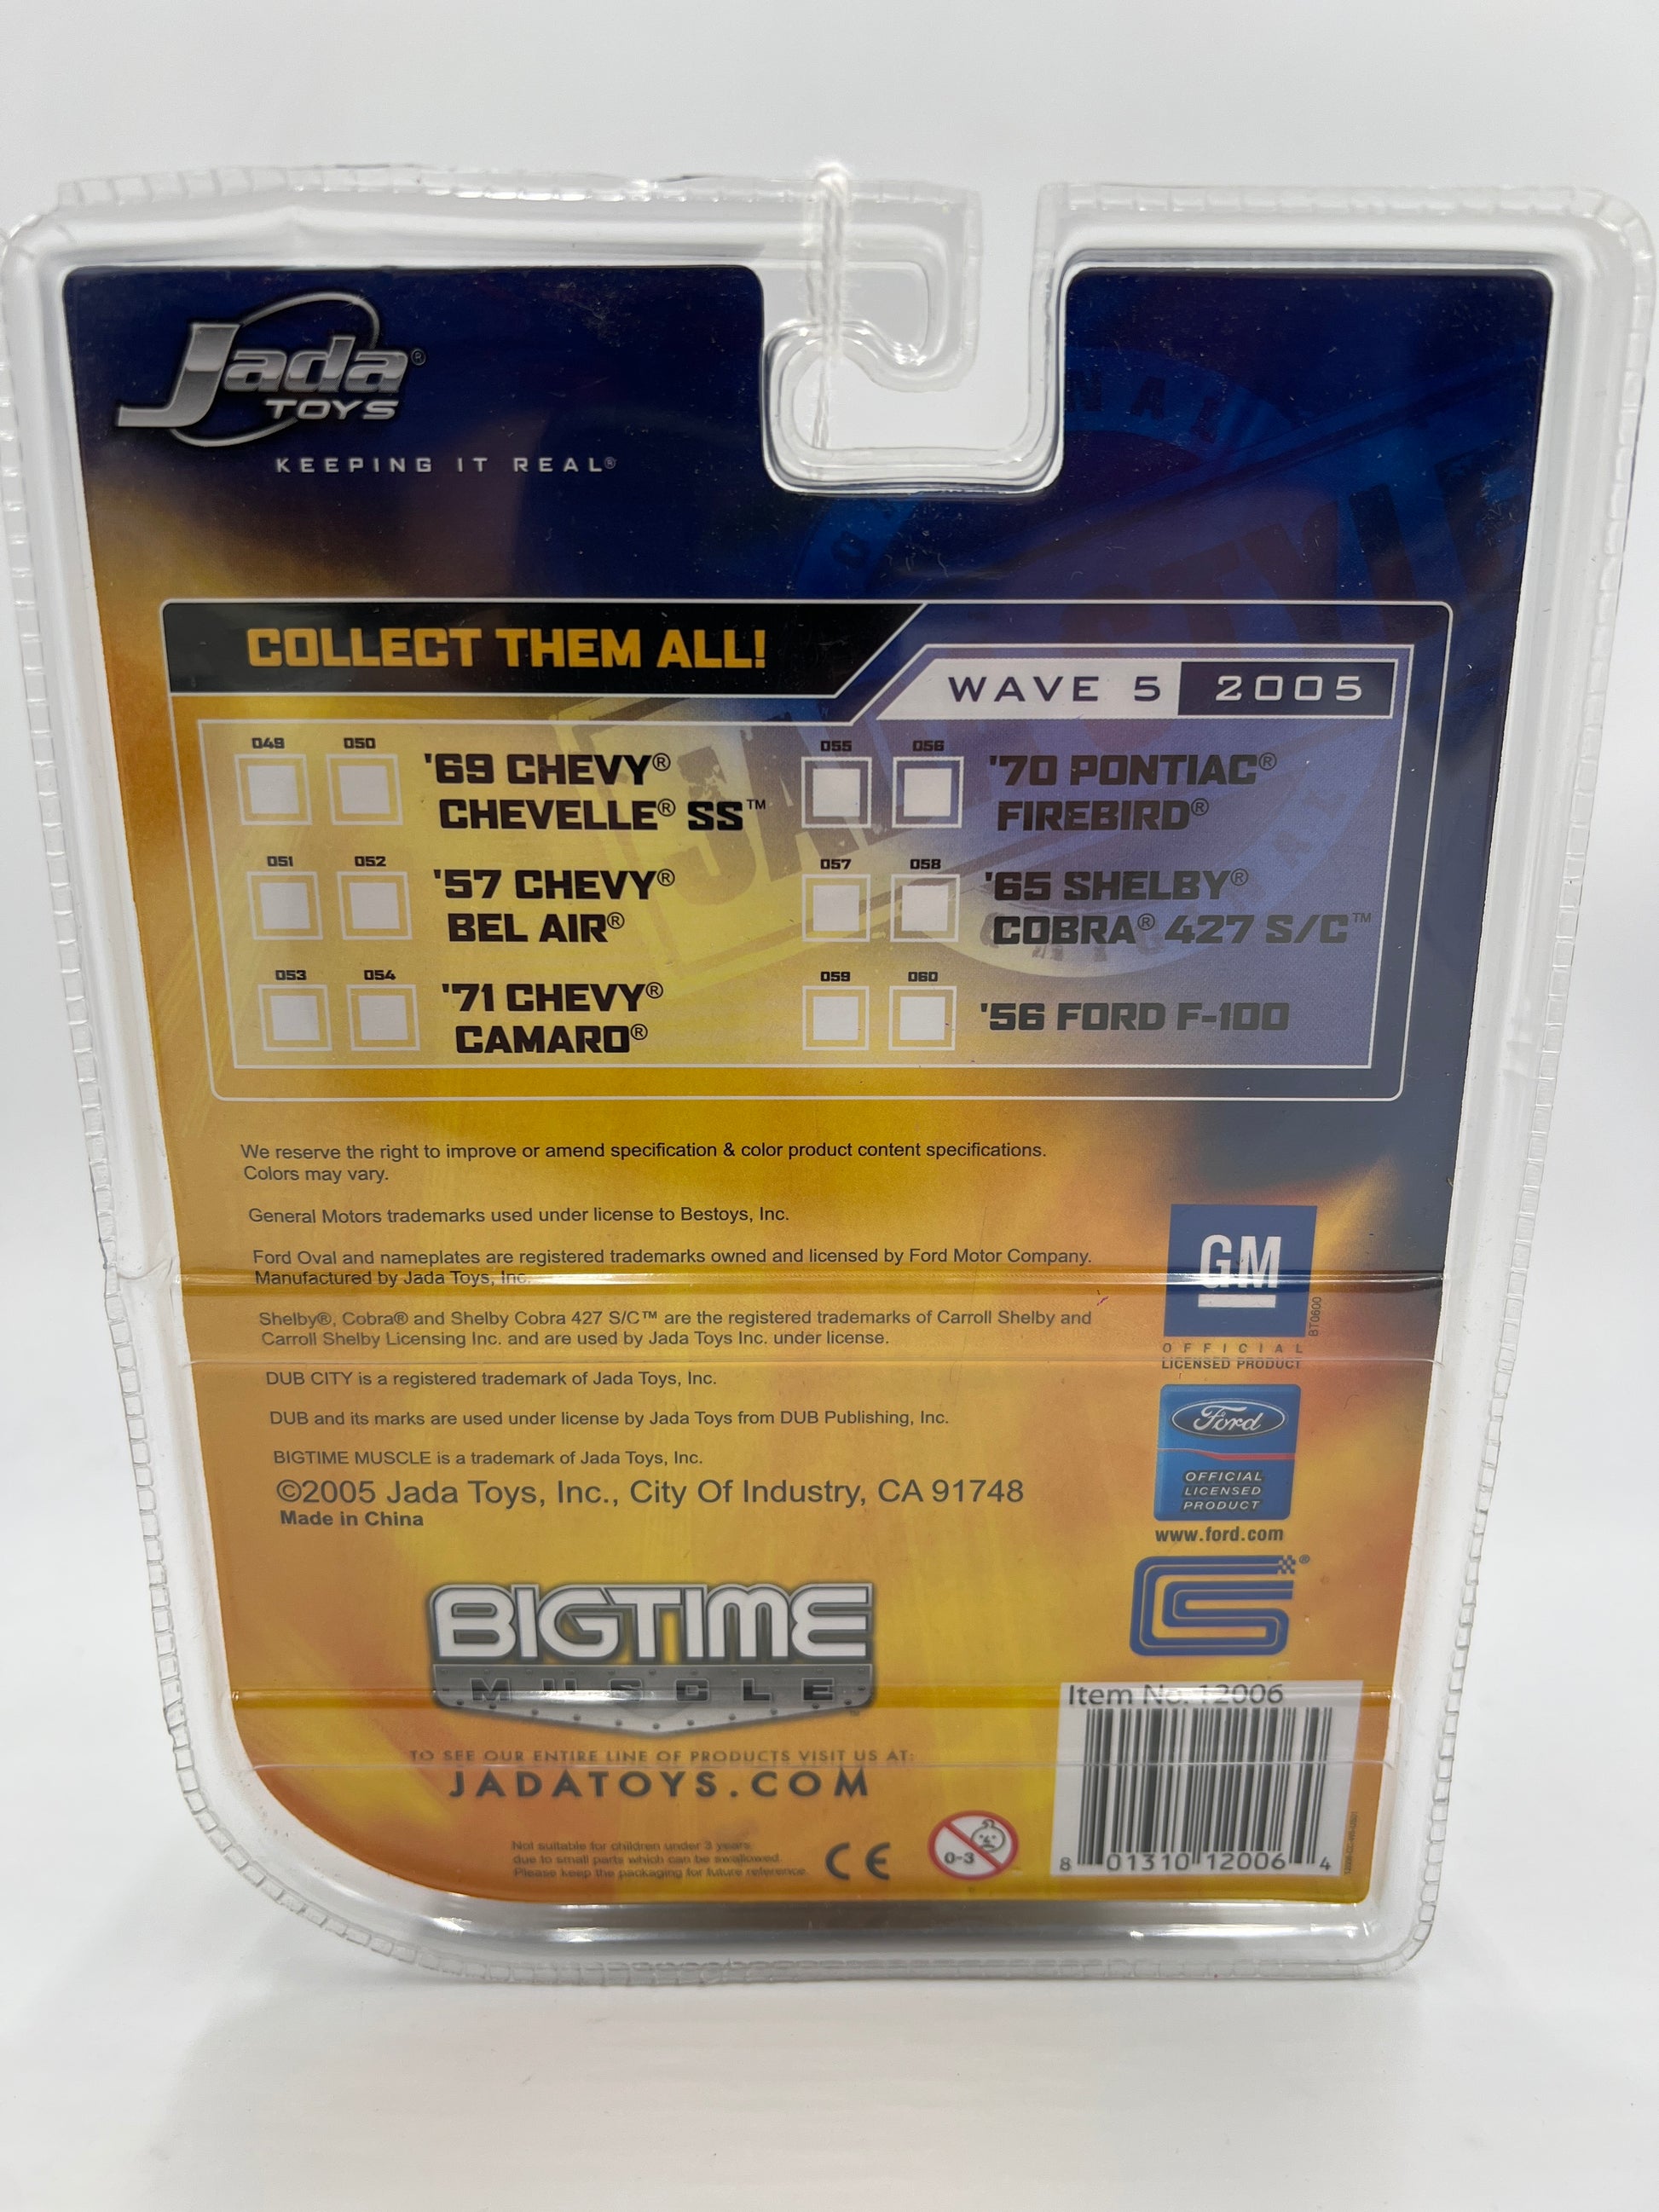 Jada®
TOYS
KEEPING IT REAL®
COLLECT THEM ALL!
WAVE 5 2005
049 050
'69 CHEVY®
CHEVELLE® SS™
051 052
'57 CHEVY®
BEL AIR®
053 054
'71 CHEVY®
CAMARO®
055 056
'70 PONTIAC®
FIREBIRD®
057 058
'65 SHELBY®
COBRA® 427 S/C™
059 060
'56 FORD F-100
We reserve the right to improve or amend specification & color product content specifications.
Colors may vary.
General Motors trademarks used under license to Bestoys, Inc.
Ford Oval and nameplates are registered trademarks owned and licensed by Ford Motor Company.
Manufactured by Jada Toys, Inc.
Shelby®, Cobra® and Shelby Cobra 427 S/C™ are the registered trademarks of Carroll Shelby and
Carroll Shelby Licensing Inc. and are used by Jada Toys Inc. under license.
DUB CITY is a registered trademark of Jada Toys, Inc.
DUB and its marks are used under license by Jada Toys from DUB Publishing, Inc.
BIGTIME MUSCLE is a trademark of Jada Toys, Inc.
©2005 Jada Toys, Inc., City Of Industry, CA 91748
Made in China
GM
BT0600
OFFICIAL
LICENSED PRODUCT
Ford
OFFICIAL
LICENSED
PRODUCT
www.ford.com
CS®
BIGTIME
MUSCLE
TO SEE OUR ENTIRE LINE OF PRODUCTS VISIT US AT:
JADATOYS.COM
Not suitable for children under 3 years
due to small parts which can be swallowed.
Please keep the packaging for future reference.
CE
0-3
Item No. 12006
8 01310 12006 4